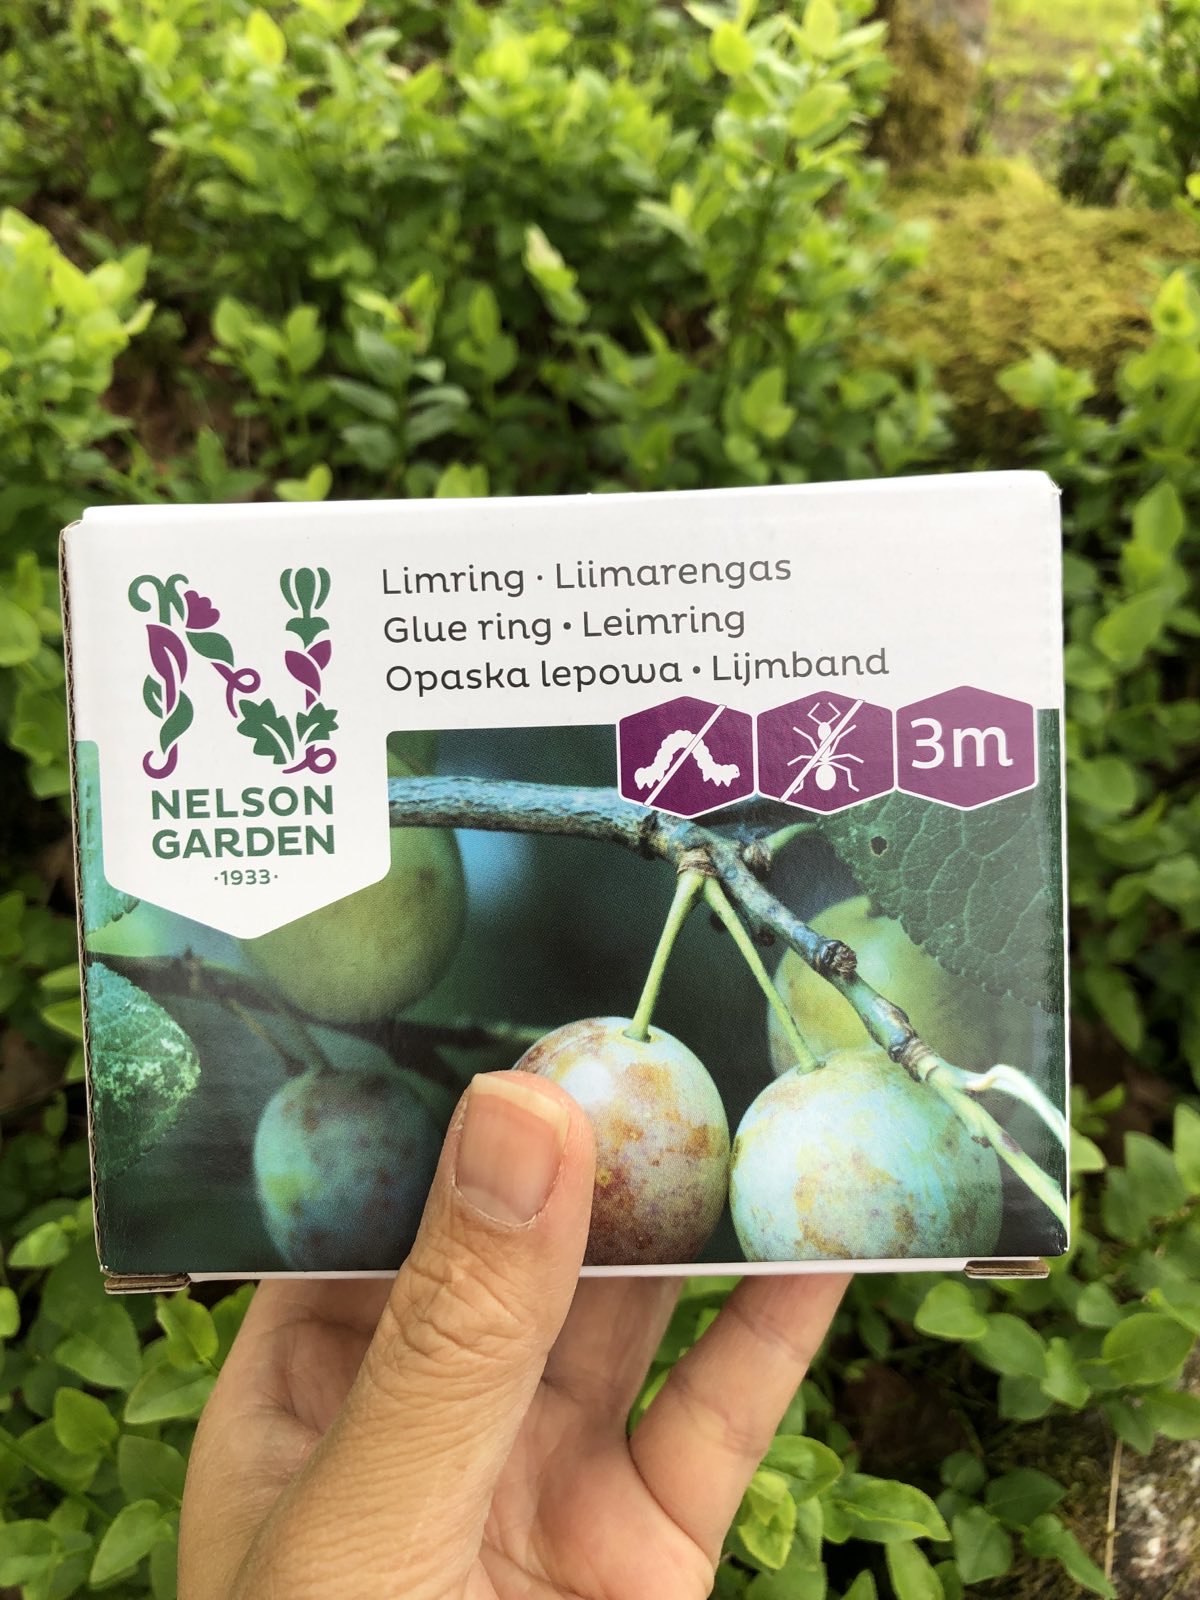 Limring · Liimarengas
Glue ring • Leimring
Opaska lepowa • Lijmband
3m
NELSON
GARDEN
·1933·